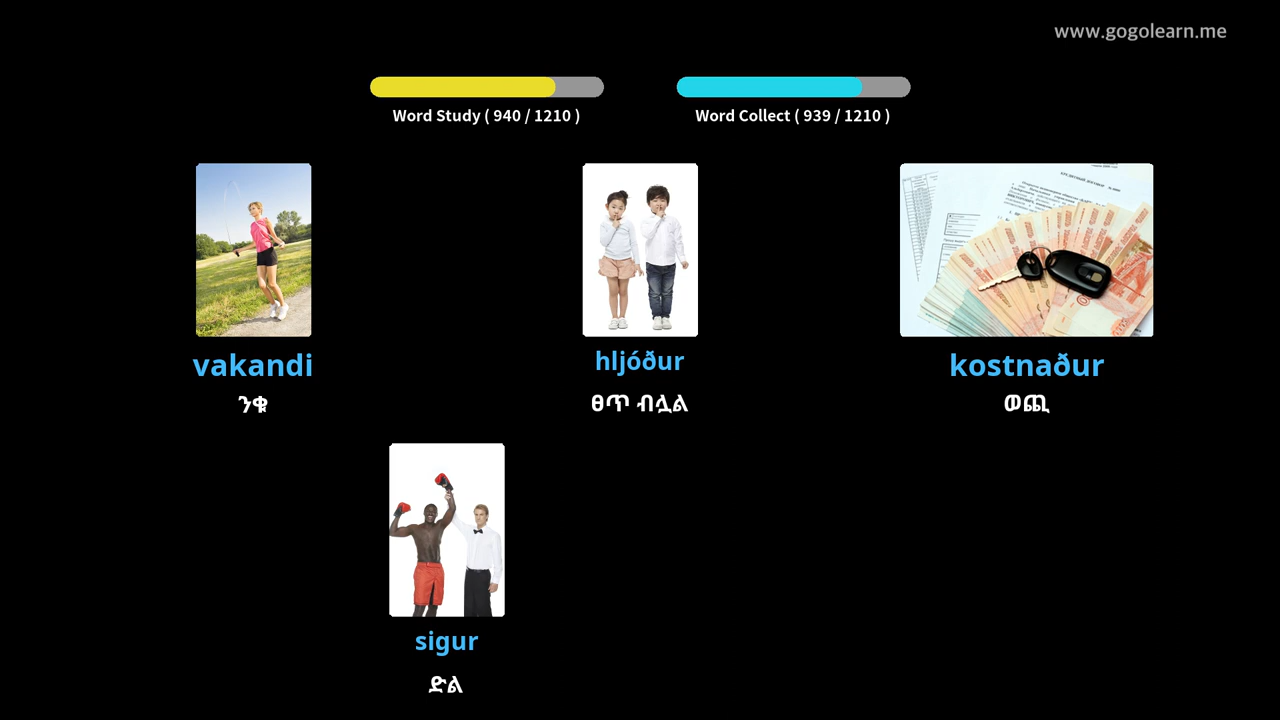 www.gogolearn.me
Word Study ( 940 / 1210 )
Word Collect ( 939 / 1210 )
vakandi
ንቁ
hljóður
ፀጥ ብሏል
kostnaður
ወጪ
sigur
ድል